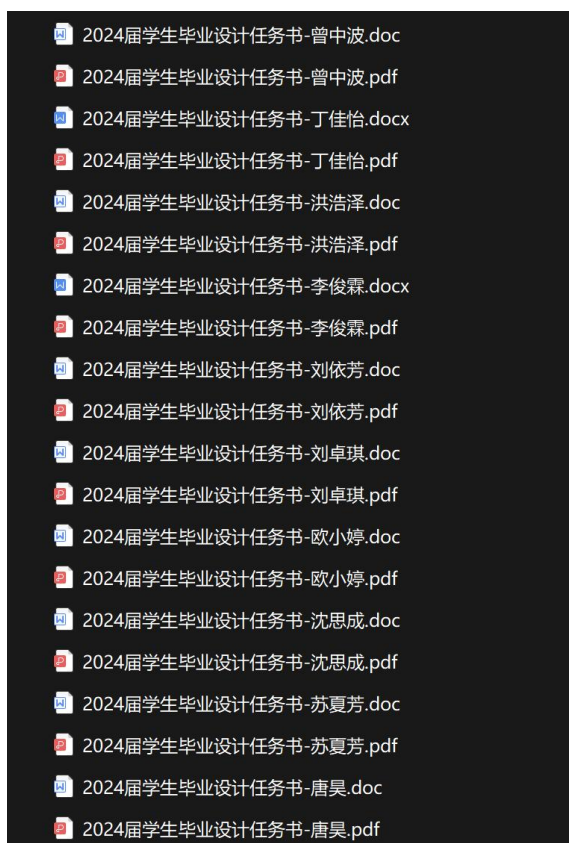 2024届学生毕业设计任务书-曾中波.doc
2024届学生毕业设计任务书-曾中波.pdf
2024届学生毕业设计任务书-丁佳怡.docx
2024届学生毕业设计任务书-丁佳怡.pdf
2024届学生毕业设计任务书-洪浩泽.doc
2024届学生毕业设计任务书-洪浩泽.pdf
2024届学生毕业设计任务书-李俊霖.docx
2024届学生毕业设计任务书-李俊霖.pdf
2024届学生毕业设计任务书-刘依芳.doc
2024届学生毕业设计任务书-刘依芳.pdf
2024届学生毕业设计任务书-刘卓琪.doc
2024届学生毕业设计任务书-刘卓琪.pdf
2024届学生毕业设计任务书-欧小婷.doc
2024届学生毕业设计任务书-欧小婷.pdf
2024届学生毕业设计任务书-沈思成.doc
2024届学生毕业设计任务书-沈思成.pdf
2024届学生毕业设计任务书-苏夏芳.doc
2024届学生毕业设计任务书-苏夏芳.pdf
2024届学生毕业设计任务书-唐昊.doc
2024届学生毕业设计任务书-唐昊.pdf